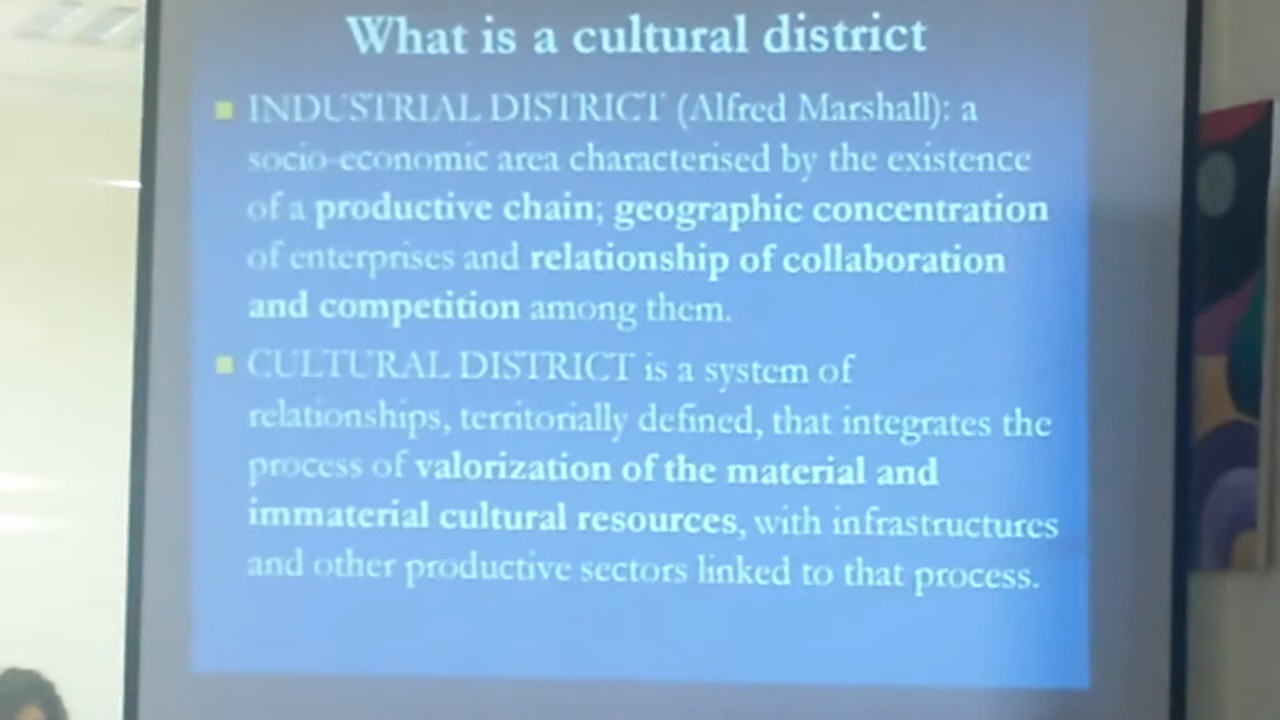 What is a cultural district
INDUSTRIAL DISTRICT (Alfred Marshall): a
socio-economic area characterised by the existence
of a productive chain; geographic concentration
of enterprises and relationship of collaboration
and competition among them.
CULTURAL DISTRICT is a system of
relationships, territorially defined, that integrates the
process of valorization of the material and
immaterial cultural resources, with infrastructures
and other productive sectors linked to that process.